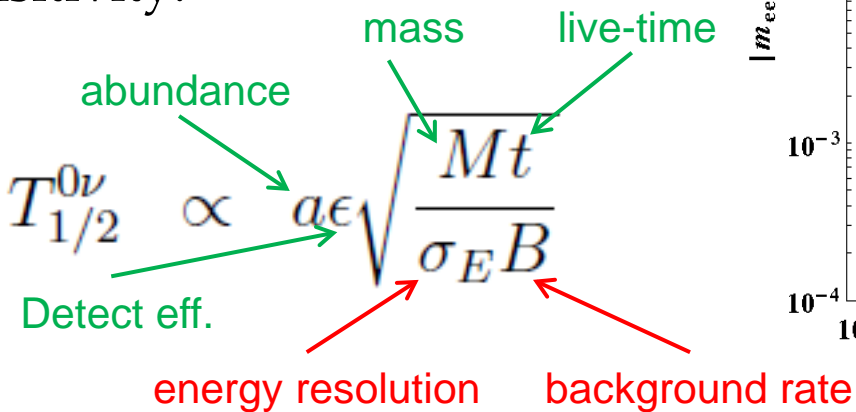 mass live-time
abundance
T_{1/2}^{0ν} ∝ aε√(Mt / σ_E B)
Detect eff.
energy resolution background rate
|m_ee
10^{-3}
10^{-4}